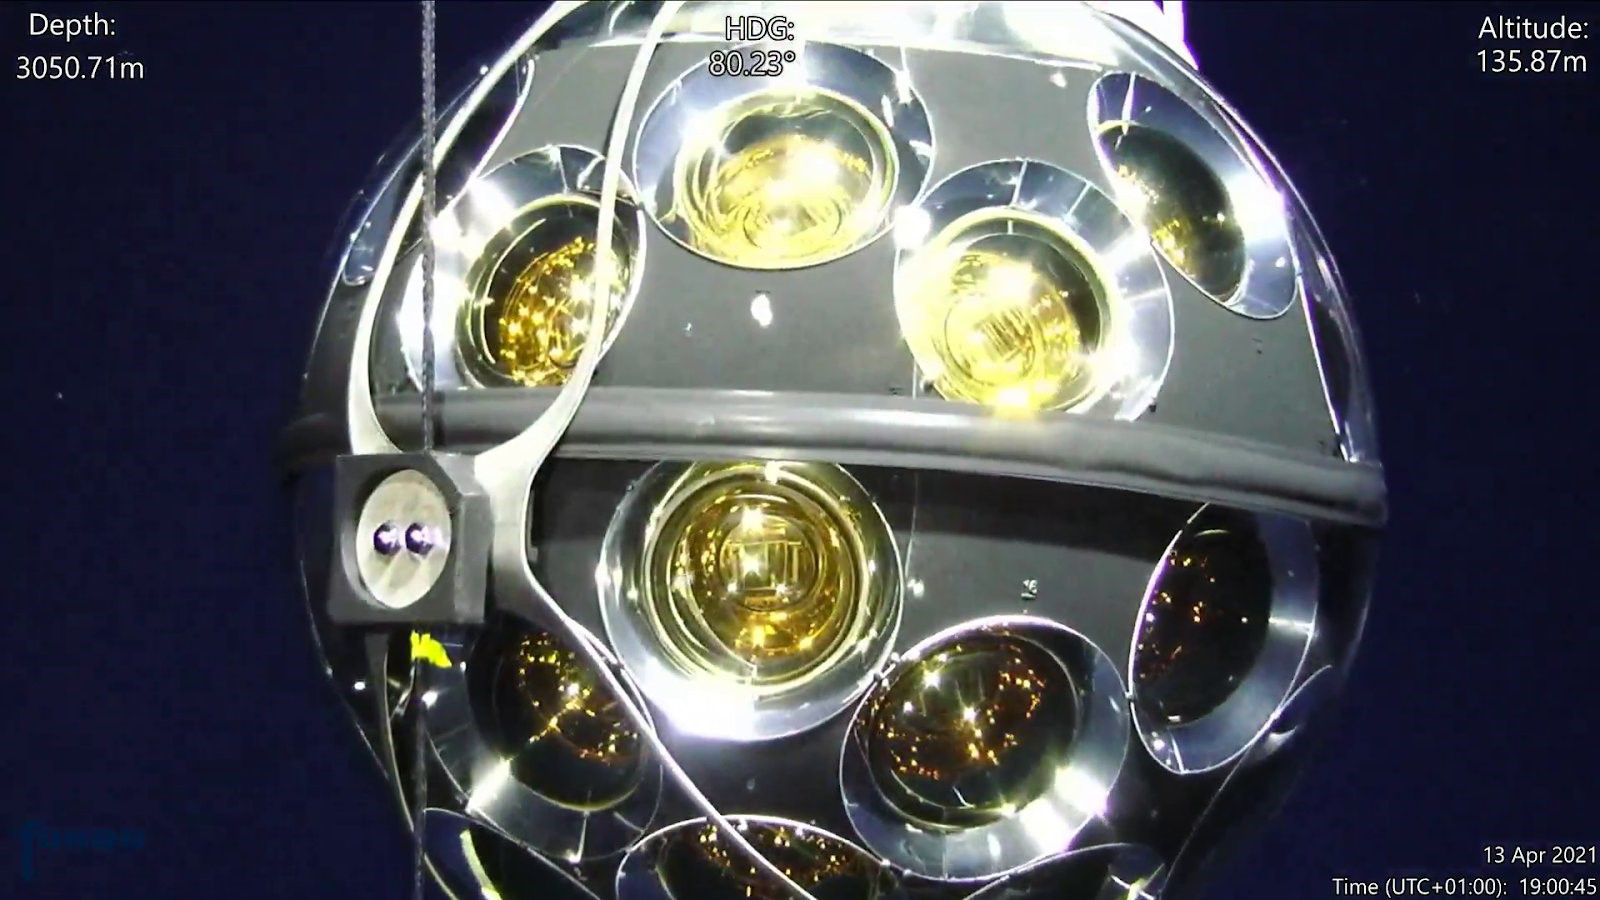 Depth:
3050.71m
HDG:
80.23°
Altitude:
135.87m
16
13 Apr 2021
Time (UTC+01:00): 19:00:45